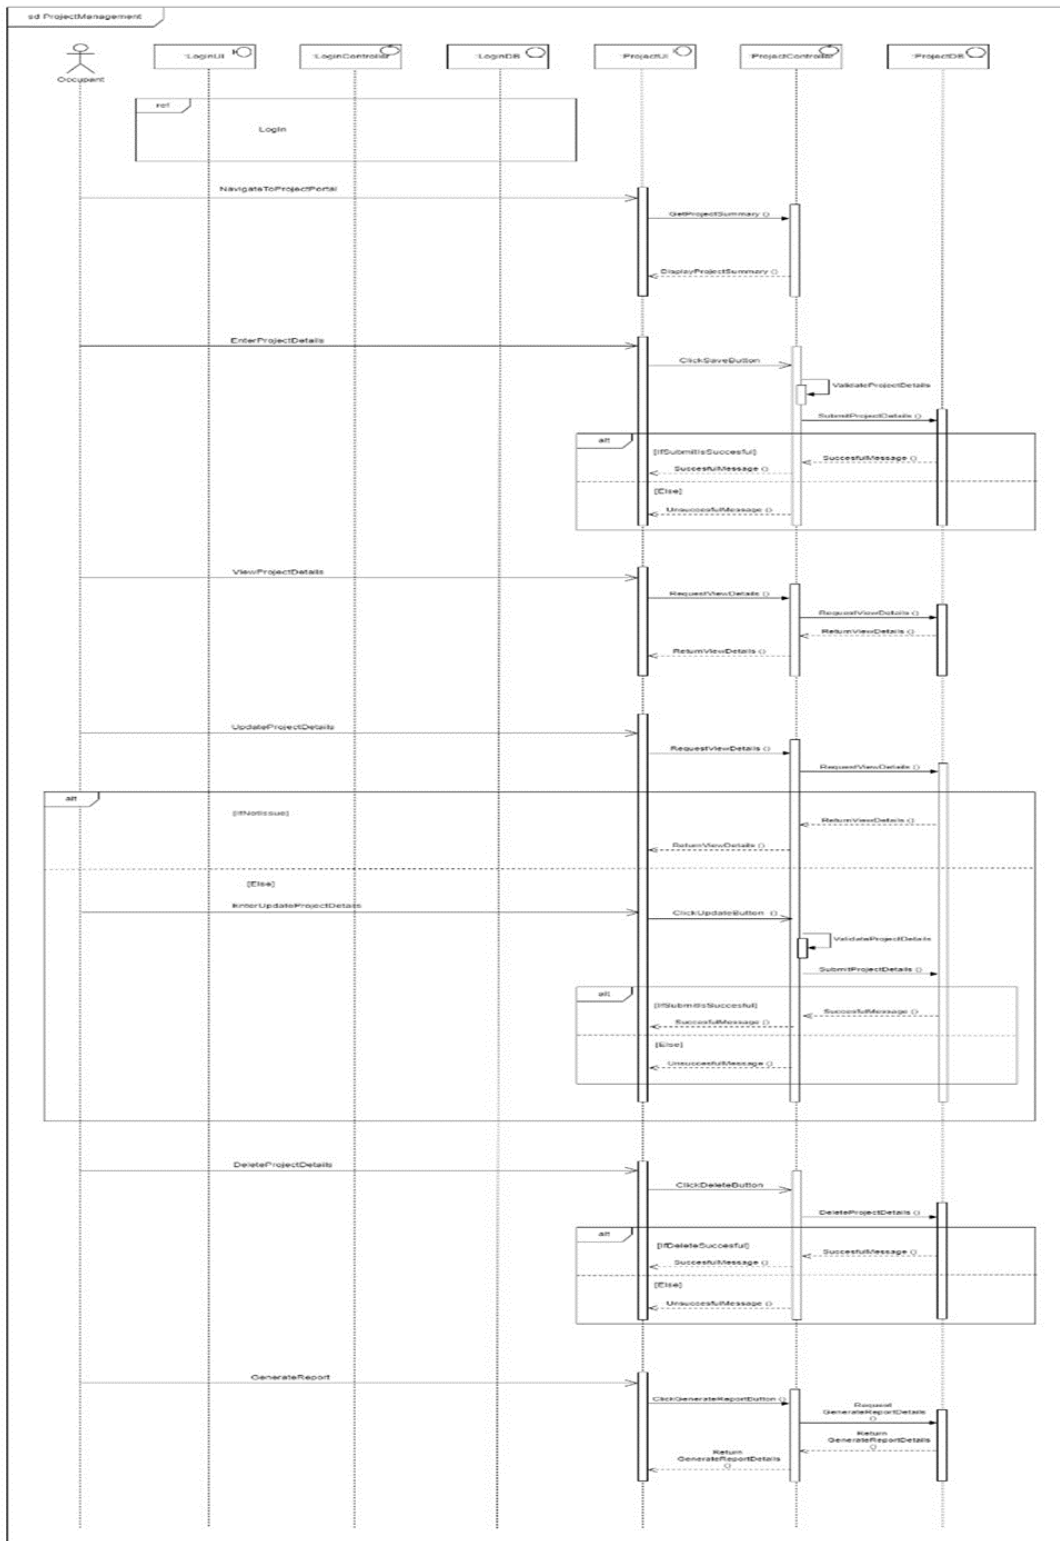 sd ProjectManagement
Occupant
:LoginUI
:LoginController
:LoginDB
:ProjectUI
:ProjectController
:ProjectDB
ref
Login
NavigateToProjectPortal
GetProjectSummary ()
DisplayProjectSummary ()
EnterProjectDetails
ClickSaveButton
ValidateProjectDetails
SubmitProjectDetails ()
alt
[IfSubmitIsSuccesful]
SuccesfulMessage ()
SuccesfulMessage ()
[Else]
UnsuccesfulMessage ()
ViewProjectDetails
RequestViewDetails ()
RequestViewDetails ()
ReturnViewDetails ()
ReturnViewDetails ()
UpdateProjectDetails
RequestViewDetails ()
RequestViewDetails ()
alt
[IfNotIssue]
ReturnViewDetails ()
ReturnViewDetails ()
[Else]
EnterUpdateProjectDetails
ClickUpdateButton ()
ValidateProjectDetails
SubmitProjectDetails ()
alt
[IfSubmitIsSuccesful]
SuccesfulMessage ()
SuccesfulMessage ()
[Else]
UnsuccesfulMessage ()
DeleteProjectDetails
ClickDeleteButton
DeleteProjectDetails ()
alt
[IfDeleteSuccesful]
SuccesfulMessage ()
SuccesfulMessage ()
[Else]
UnsuccesfulMessage ()
GenerateReport
ClickGenerateReportButton ()
Request
GenerateReportDetails
()
Return
GenerateReportDetails
()
Return
GenerateReportDetails
()